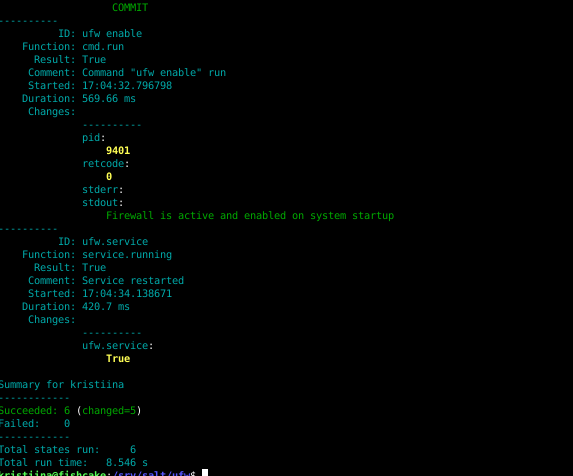 COMMIT
----------
ID: ufw enable
Function: cmd.run
Result: True
Comment: Command "ufw enable" run
Started: 17:04:32.796798
Duration: 569.66 ms
Changes:
----------
pid:
9401
retcode:
0
stderr:
stdout:
Firewall is active and enabled on system startup
----------
ID: ufw.service
Function: service.running
Result: True
Comment: Service restarted
Started: 17:04:34.138671
Duration: 420.7 ms
Changes:
----------
ufw.service:
True
Summary for kristiina
------------
Succeeded: 6 (changed=5)
Failed: 0
------------
Total states run: 6
Total run time: 8.546 s
kristiina@fishcake:/srv/salt/ufw$